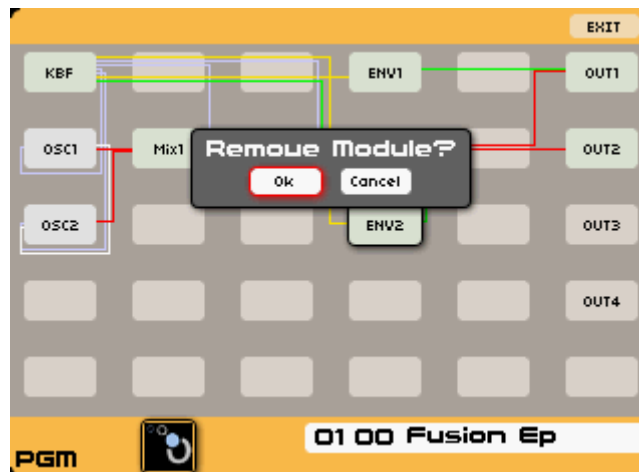 EXIT
KBF ENV1 OUT1
OSC1 Mix1 OUT2
Remove Module?
Ok Cancel
OSC2 ENV2 OUT3
OUT4
01 00 Fusion Ep
PGM